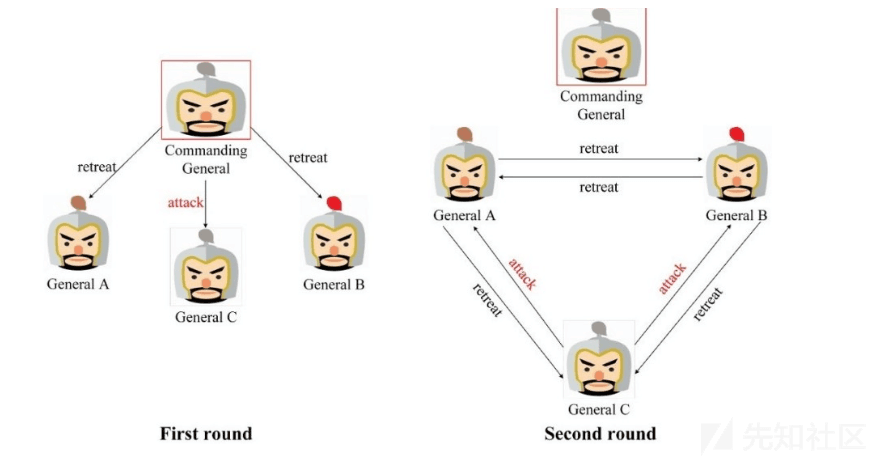 Commanding
General
retreat
retreat
attack
General A
General C
General B
First round
Commanding
General
retreat
retreat
General A
General B
attack
retreat
attack
retreat
General C
Second round
先知社区